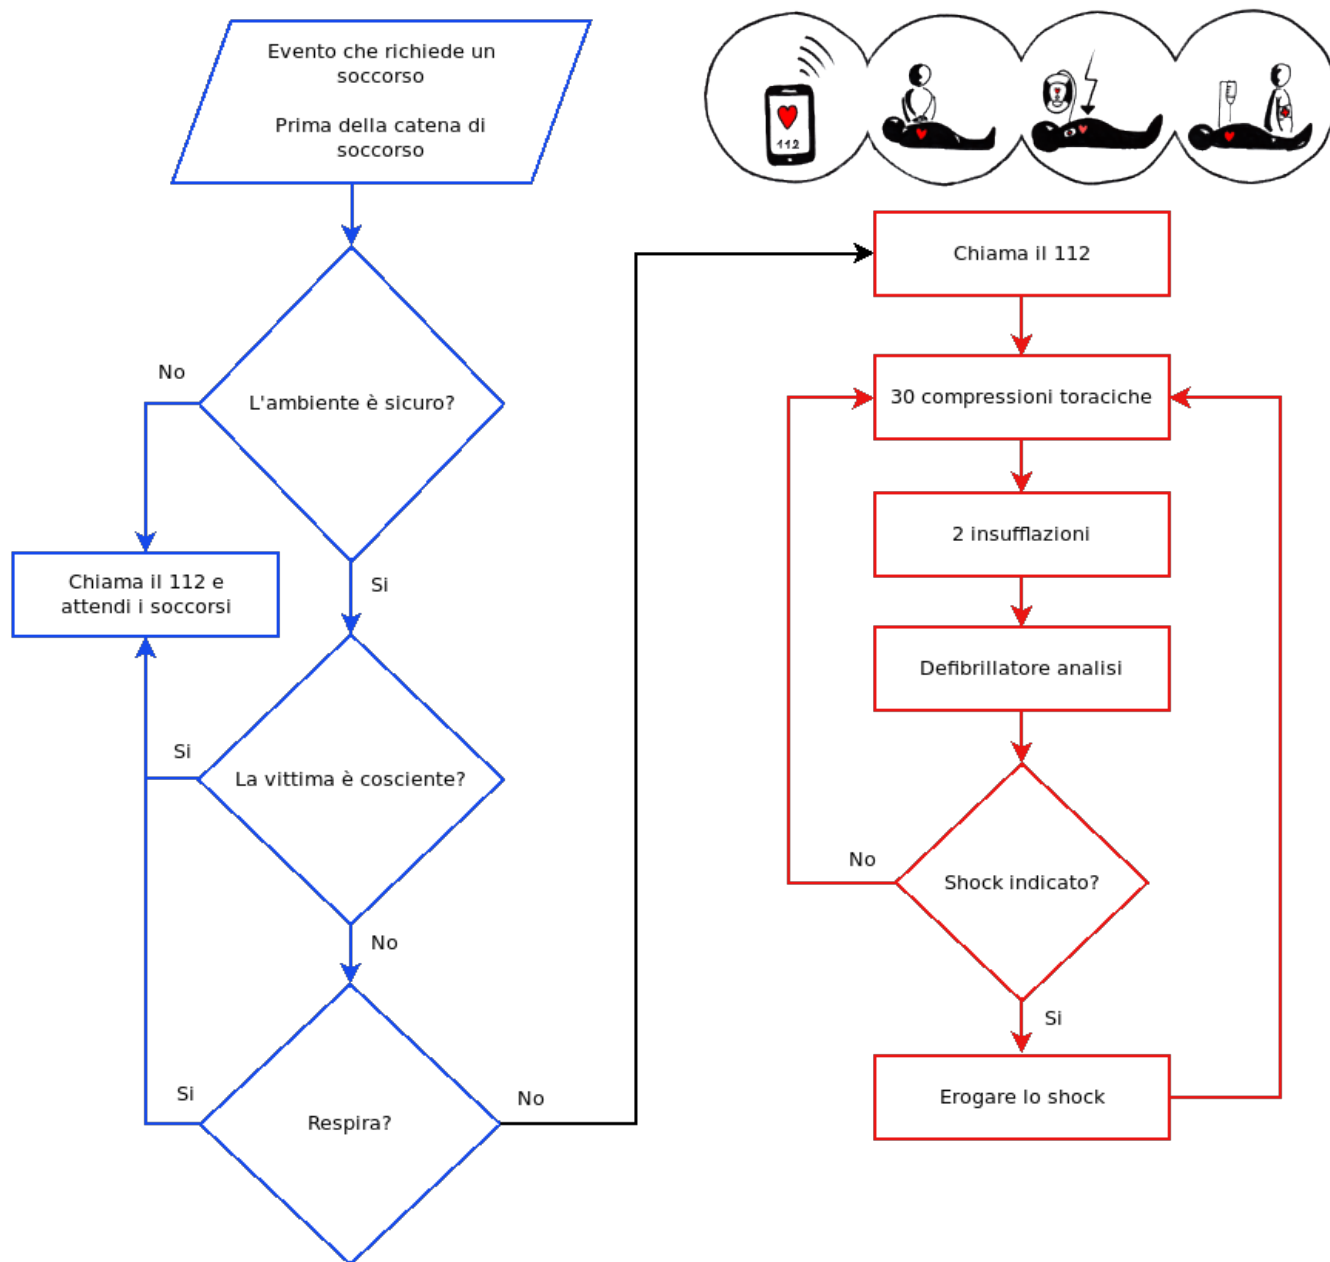 Evento che richiede un
soccorso
Prima della catena di
soccorso
112
Chiama il 112
No
L'ambiente è sicuro?
30 compressioni toraciche
2 insufflazioni
Chiama il 112 e
attendi i soccorsi
Si
Defibrillatore analisi
Si
La vittima è cosciente?
No
Shock indicato?
No
Si
Si
No
Respira?
Erogare lo shock